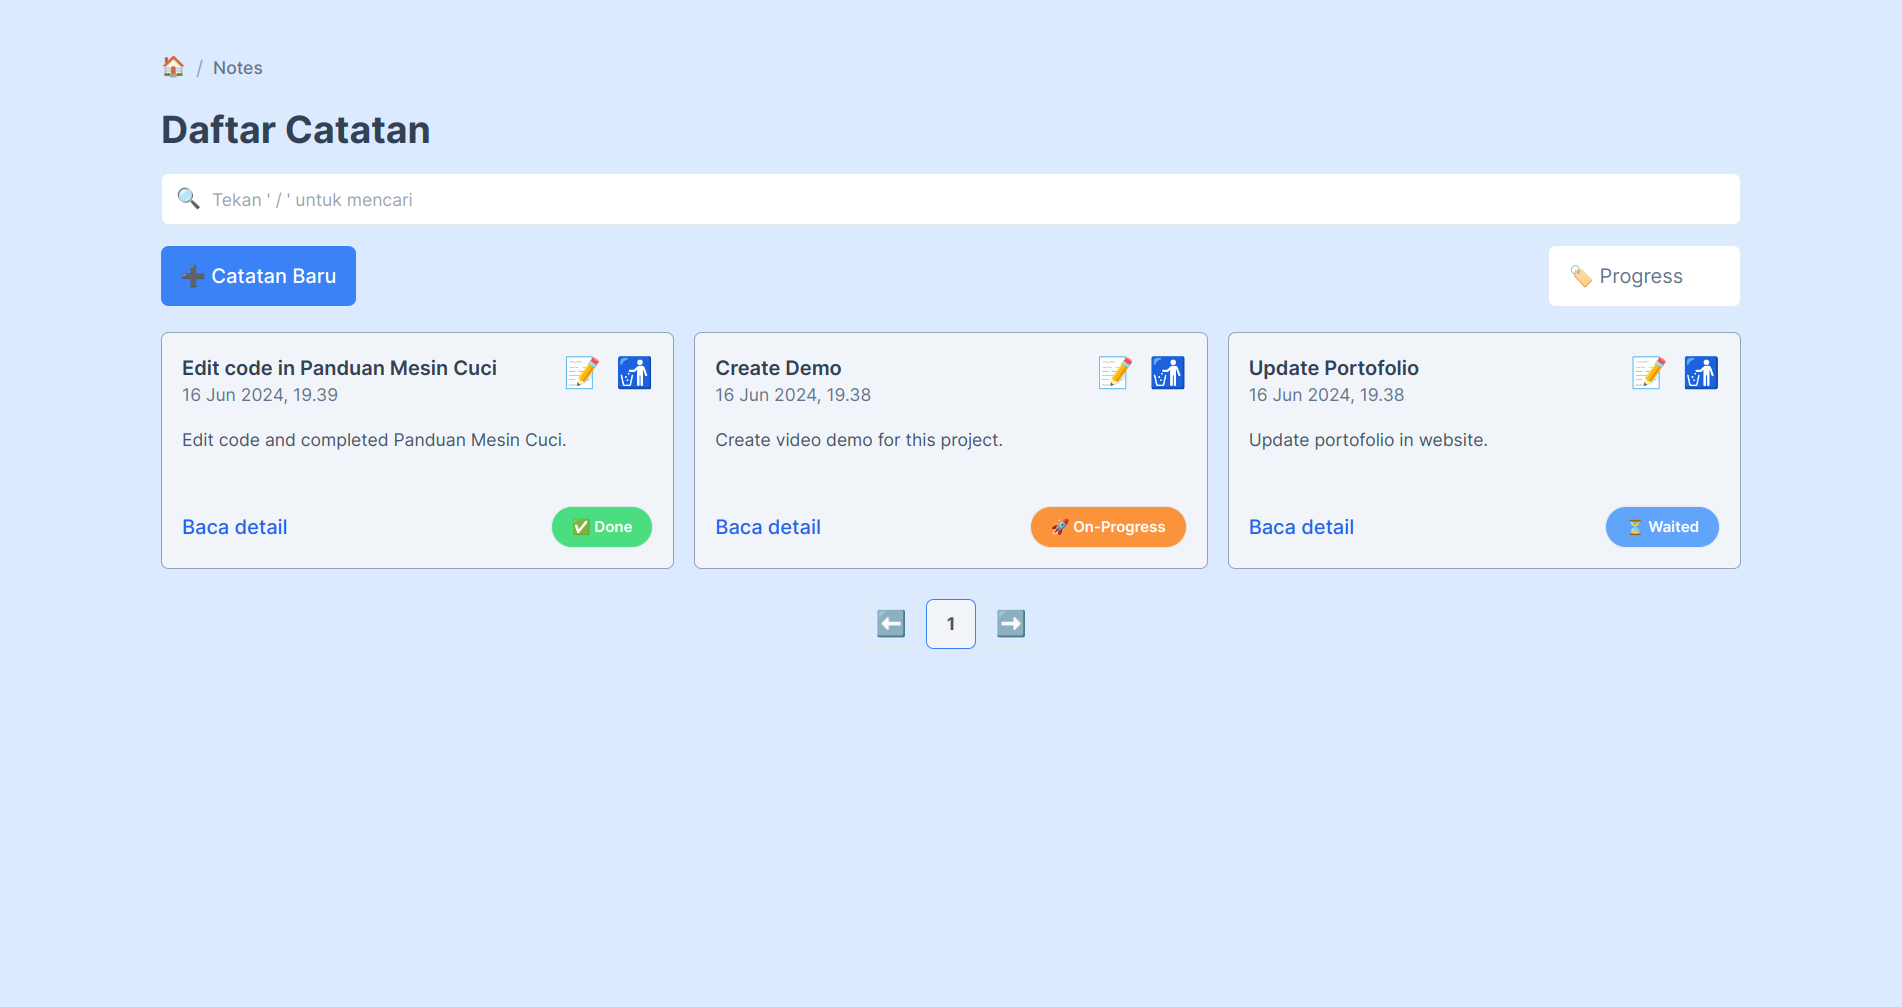 🏠 / Notes
Daftar Catatan
🔍 Tekan ' / ' untuk mencari
➕ Catatan Baru
🏷️ Progress
Edit code in Panduan Mesin Cuci
16 Jun 2024, 19.39
Edit code and completed Panduan Mesin Cuci.
Baca detail
✅ Done
Create Demo
16 Jun 2024, 19.38
Create video demo for this project.
Baca detail
🚀 On-Progress
Update Portofolio
16 Jun 2024, 19.38
Update portofolio in website.
Baca detail
⏳ Waited
1